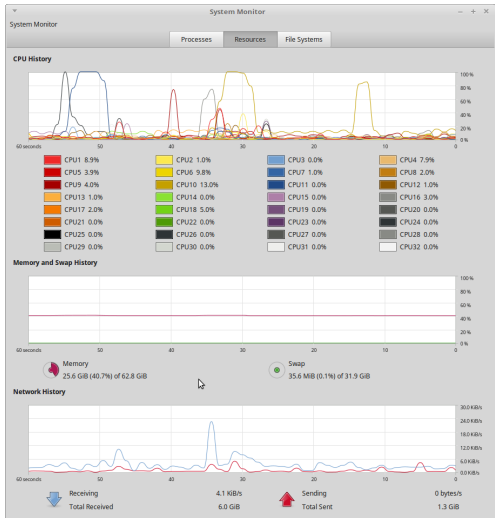 System Monitor
System Monitor
Processes Resources File Systems
CPU History
100 %
80 %
60 %
40 %
20 %
0 %
60 seconds 50 40 30 20 10 0
CPU1 8.9% CPU2 1.0% CPU3 0.0% CPU4 7.9%
CPU5 3.9% CPU6 9.8% CPU7 1.0% CPU8 2.0%
CPU9 4.0% CPU10 13.0% CPU11 0.0% CPU12 1.0%
CPU13 1.0% CPU14 0.0% CPU15 0.0% CPU16 3.0%
CPU17 2.0% CPU18 5.0% CPU19 0.0% CPU20 0.0%
CPU21 0.0% CPU22 0.0% CPU23 0.0% CPU24 0.0%
CPU25 0.0% CPU26 0.0% CPU27 0.0% CPU28 0.0%
CPU29 0.0% CPU30 0.0% CPU31 0.0% CPU32 0.0%
Memory and Swap History
100 %
80 %
60 %
40 %
20 %
0 %
60 seconds 50 40 30 20 10 0
Memory Swap
25.6 GiB (40.7%) of 62.8 GiB 35.6 MiB (0.1%) of 31.9 GiB
Network History
30.0 KiB/s
24.0 KiB/s
18.0 KiB/s
12.0 KiB/s
6.0 KiB/s
0.0 KiB/s
60 seconds 50 40 30 20 10 0
Receiving 4.1 KiB/s Sending 0 bytes/s
Total Received 6.0 GiB Total Sent 1.3 GiB